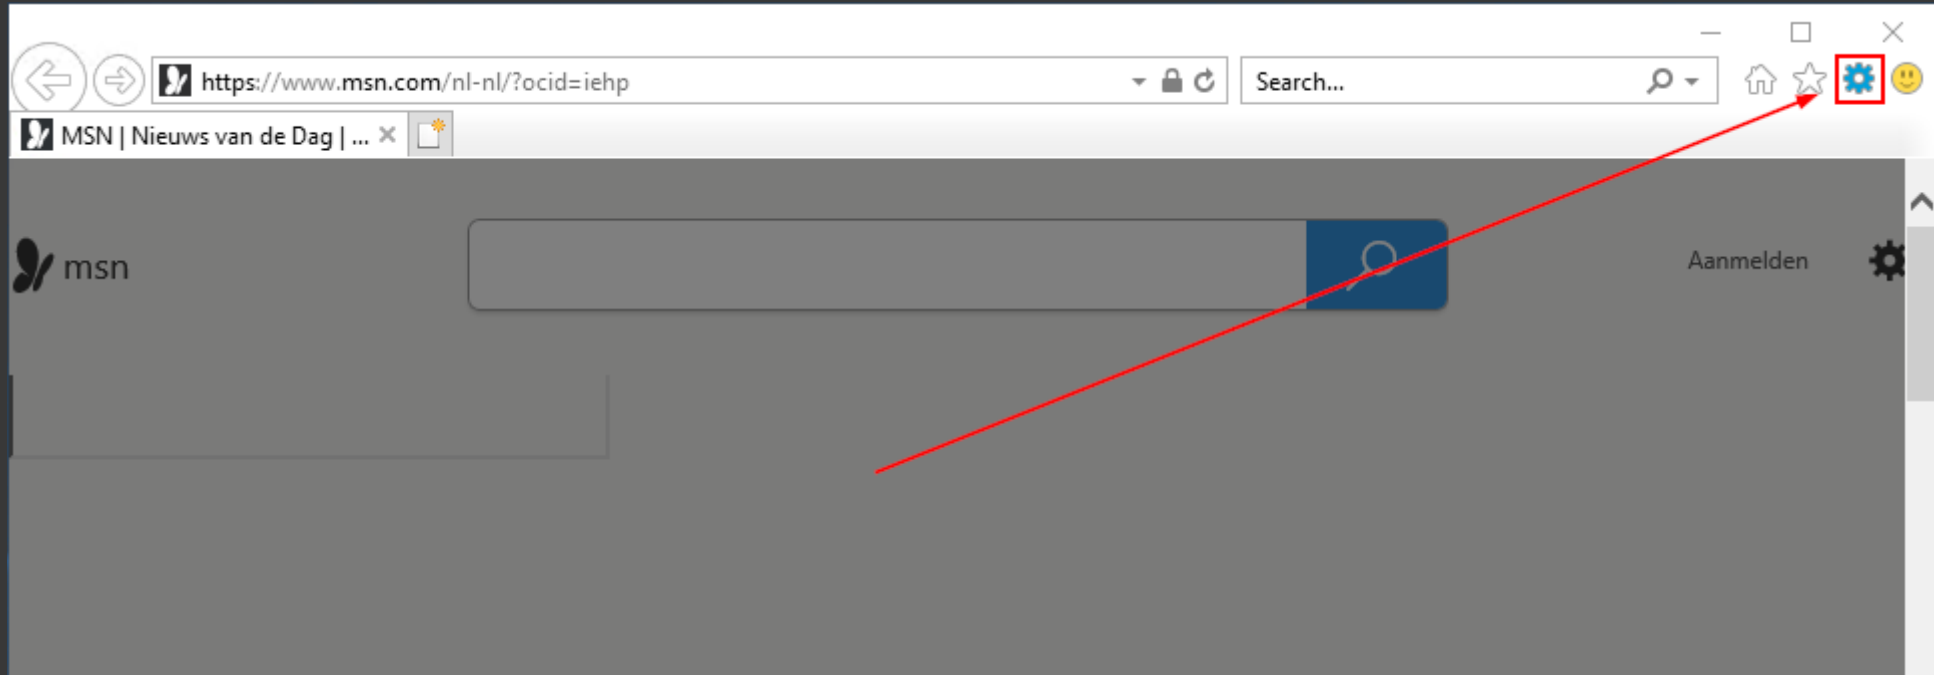 https://www.msn.com/nl-nl/?ocid=iehp
Search...
MSN | Nieuws van de Dag | ...
msn
Aanmelden